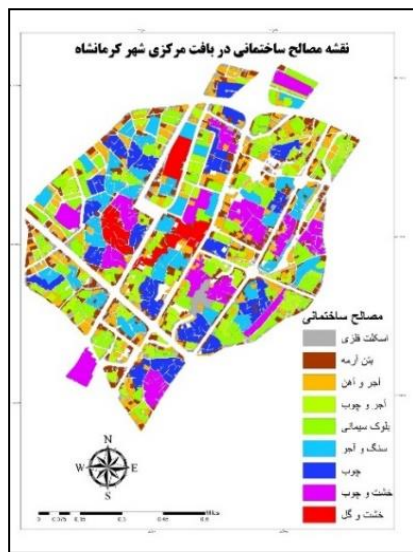 نقشه مصالح ساختمانی در بافت مرکزی شهر کرمانشاه
مصالح ساختمانی
اسکلت فلزی
بتن آرمه
آجر و آهن
آجر و چوب
بلوک سیمانی
سنگ و آجر
چوب
خشت و چوب
خشت و گل
N
W
E
S